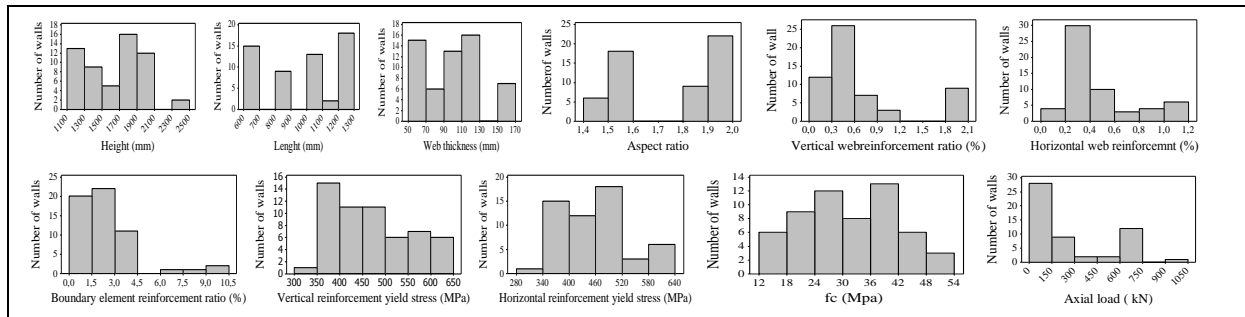 Number of walls
18
16
14
12
10
8
6
4
2
0
1100 1300 1500 1700 1900 2100 2300 2500
Height (mm)
Number of walls
20
15
10
5
0
600 700 800 900 1000 1100 1200 1300
Lenght (mm)
Number of walls
18
16
14
12
10
8
6
4
2
0
50 70 90 110 130 150 170
Web thickness (mm)
Numberof walls
25
20
15
10
5
0
1,4 1,5 1,6 1,7 1,8 1,9 2,0
Aspect ratio
Number of wall
25
20
15
10
5
0
0,0 0,3 0,6 0,9 1,2 1,5 1,8 2,1
Vertical webreinforcement ratio (%)
Number of walls
30
25
20
15
10
5
0
0,0 0,2 0,4 0,6 0,8 1,0 1,2
Horizontal web reinforcemnt (%)
Number of walls
25
20
15
10
5
0
0,0 1,5 3,0 4,5 6,0 7,5 9,0 10,5
Boundary element reinforcement ratio (%)
Number of walls
16
14
12
10
8
6
4
2
0
300 350 400 450 500 550 600 650
Vertical reinforcement yield stress (MPa)
Number of walls
20
15
10
5
0
280 340 400 460 520 580 640
Horizontal reinforcement yield stress (MPa)
Number of walls
14
12
10
8
6
4
2
0
12 18 24 30 36 42 48 54
fc (Mpa)
Number of walls
30
25
20
15
10
5
0
0 150 300 450 600 750 900 1050
Axial load ( kN)